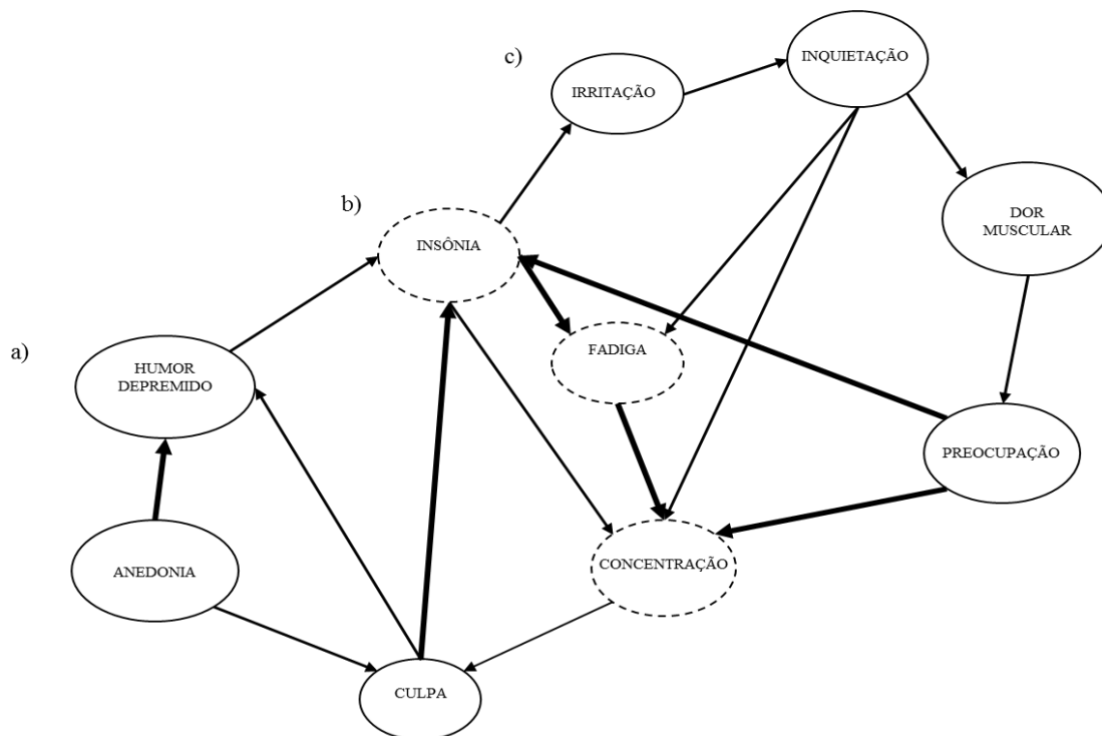 c)
INQUIETAÇÃO
IRRITAÇÃO
b)
DOR
MUSCULAR
INSÔNIA
a)
FADIGA
HUMOR
DEPREMIDO
PREOCUPAÇÃO
ANEDONIA
CONCENTRAÇÃO
CULPA